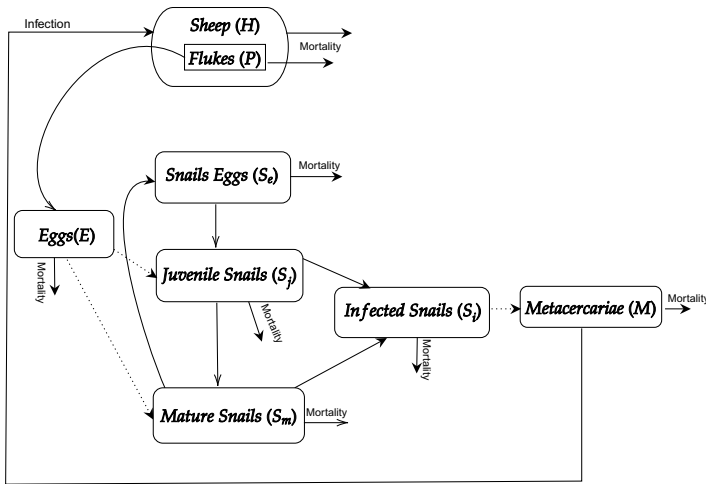 Infection
Sheep (H)
Mortality
Flukes (P)
Snails Eggs (Sₑ)
Mortality
Eggs(E)
Mortality
Juvenile Snails (Sⱼ)
Mortality
Infected Snails (Sᵢ)
Mortality
Metacercariae (M)
Mortality
Mature Snails (Sₘ)
Mortality